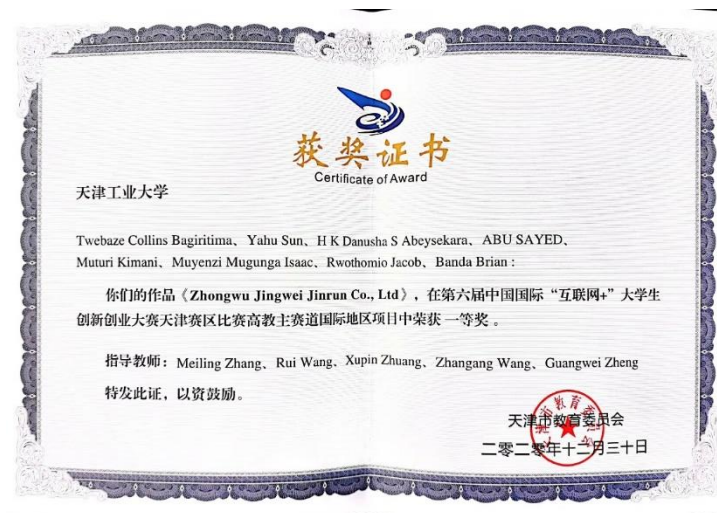 获奖证书
Certificate of Award
天津工业大学
Twebaze Collins Bagiritima、Yahu Sun、H K Danusha S Abeysekara、ABU SAYED、
Muturi Kimani、Muyenzi Mugunga Isaac、Rwothomio Jacob、Banda Brian：
你们的作品《Zhongwu Jingwei Jinrun Co., Ltd》，在第六届中国国际“互联网+”大学生
创新创业大赛天津赛区比赛高教主赛道国际地区项目中荣获 一等奖 。
指导教师：Meiling Zhang、Rui Wang、Xupin Zhuang、Zhangang Wang、Guangwei Zheng
特发此证，以资鼓励。
天津市教育委员会
二零二零年十二月三十日